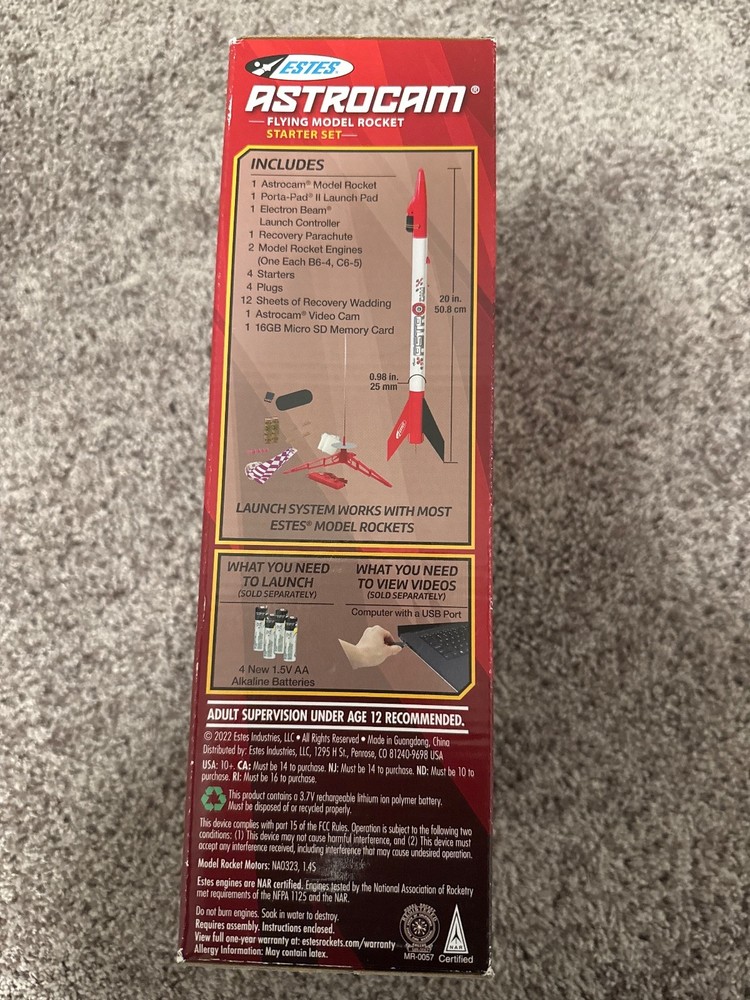 ESTES®
ASTROCAM®
FLYING MODEL ROCKET
STARTER SET
INCLUDES
1 Astrocam® Model Rocket
1 Porta-Pad® II Launch Pad
1 Electron Beam®
Launch Controller
1 Recovery Parachute
2 Model Rocket Engines
(One Each B6-4, C6-5)
4 Starters
4 Plugs
12 Sheets of Recovery Wadding
1 Astrocam® Video Cam
1 16GB Micro SD Memory Card
20 in.
50.8 cm
0.98 in.
25 mm
LAUNCH SYSTEM WORKS WITH MOST
ESTES® MODEL ROCKETS
WHAT YOU NEED
TO LAUNCH
(SOLD SEPARATELY)
4 New 1.5V AA
Alkaline Batteries
WHAT YOU NEED
TO VIEW VIDEOS
(SOLD SEPARATELY)
Computer with a USB Port
ADULT SUPERVISION UNDER AGE 12 RECOMMENDED.
© 2022 Estes Industries, LLC • All Rights Reserved • Made in Guangdong, China
Distributed by: Estes Industries, LLC, 1295 H St., Penrose, CO 81240-9698 USA
USA: 10+. CA: Must be 14 to purchase. NJ: Must be 14 to purchase. ND: Must be 10 to
purchase. RI: Must be 16 to purchase.
This product contains a 3.7V rechargeable lithium ion polymer battery.
Must be disposed of or recycled properly.
This device complies with part 15 of the FCC Rules. Operation is subject to the following two
conditions: (1) This device may not cause harmful interference, and (2) This device must
accept any interference received, including interference that may cause undesired operation.
Model Rocket Motors: NA0323, 1.4S
Estes engines are NAR certified. Engines tested by the National Association of Rocketry
met requirements of the NFPA 1125 and the NAR.
Do not burn engines. Soak in water to destroy.
Requires assembly. Instructions enclosed.
View full one-year warranty at: estesrockets.com/warranty
Allergy Information: May contain latex.
MR-0057
NAR
Certified